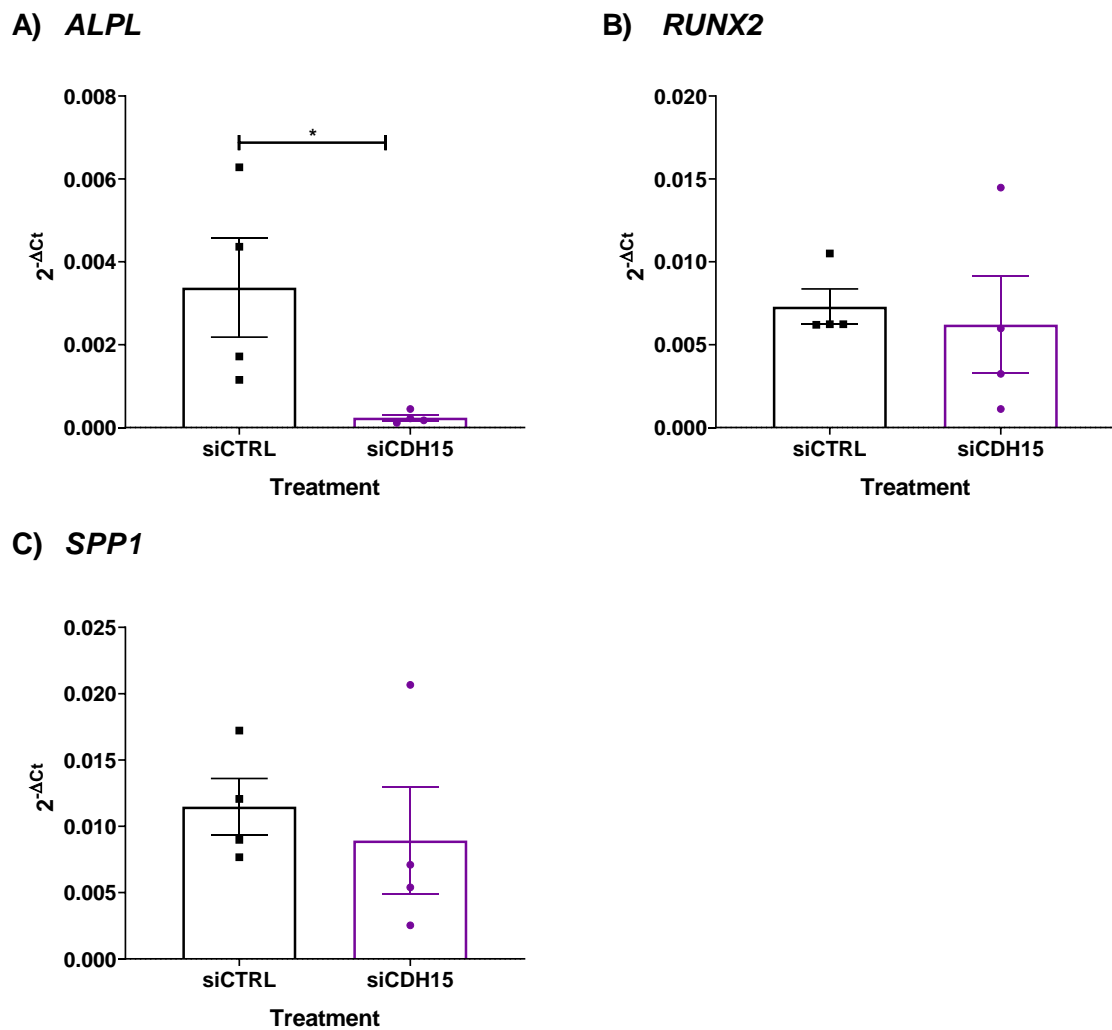 A) ALPL
0.008
0.006
0.004
0.002
0.000
2^-ΔCt
*
siCTRL siCDH15
Treatment
B) RUNX2
0.020
0.015
0.010
0.005
0.000
2^-ΔCt
siCTRL siCDH15
Treatment
C) SPP1
0.025
0.020
0.015
0.010
0.005
0.000
2^-ΔCt
siCTRL siCDH15
Treatment